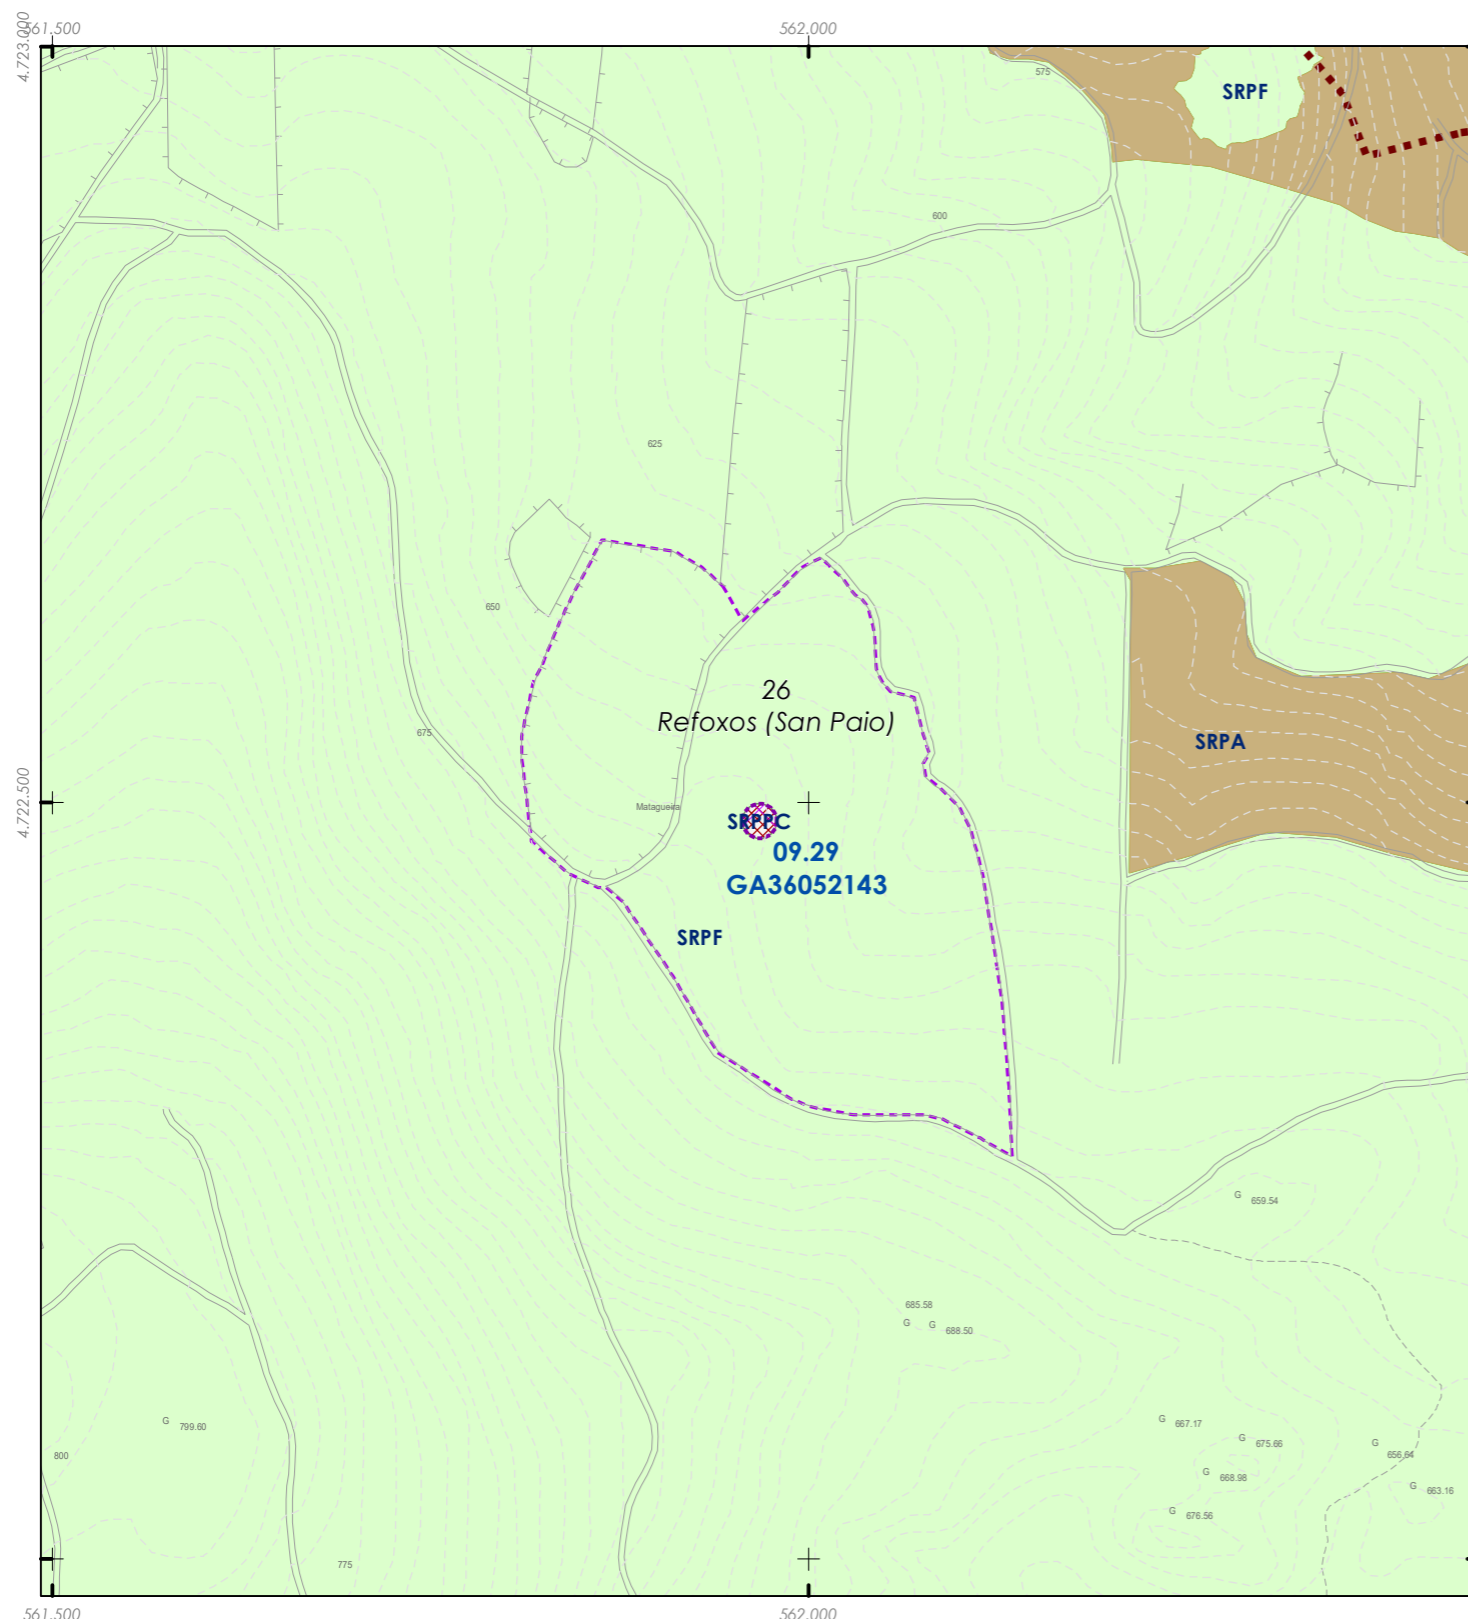 561.500
562.000
4.723.000
575
SRPF
600
625
650
26
Refoxos (San Paio)
675
SRPA
4.722.500
Matagueira
SRPPC
09.29
GA36052143
SRPF
G 659.54
685.58
G G 688.50
G 799.60
G 667.17
G 675.66
G 656.64
800
G 668.98
G 663.16
G 676.56
775
561.500
562.000